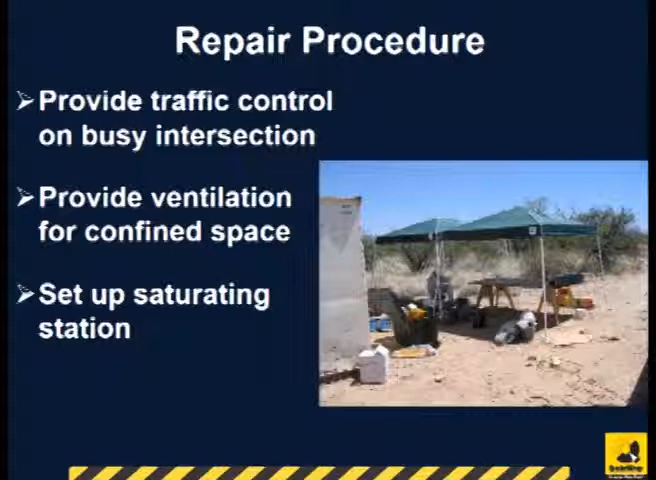 Repair Procedure
Provide traffic control
on busy intersection
Provide ventilation
for confined space
Set up saturating
station